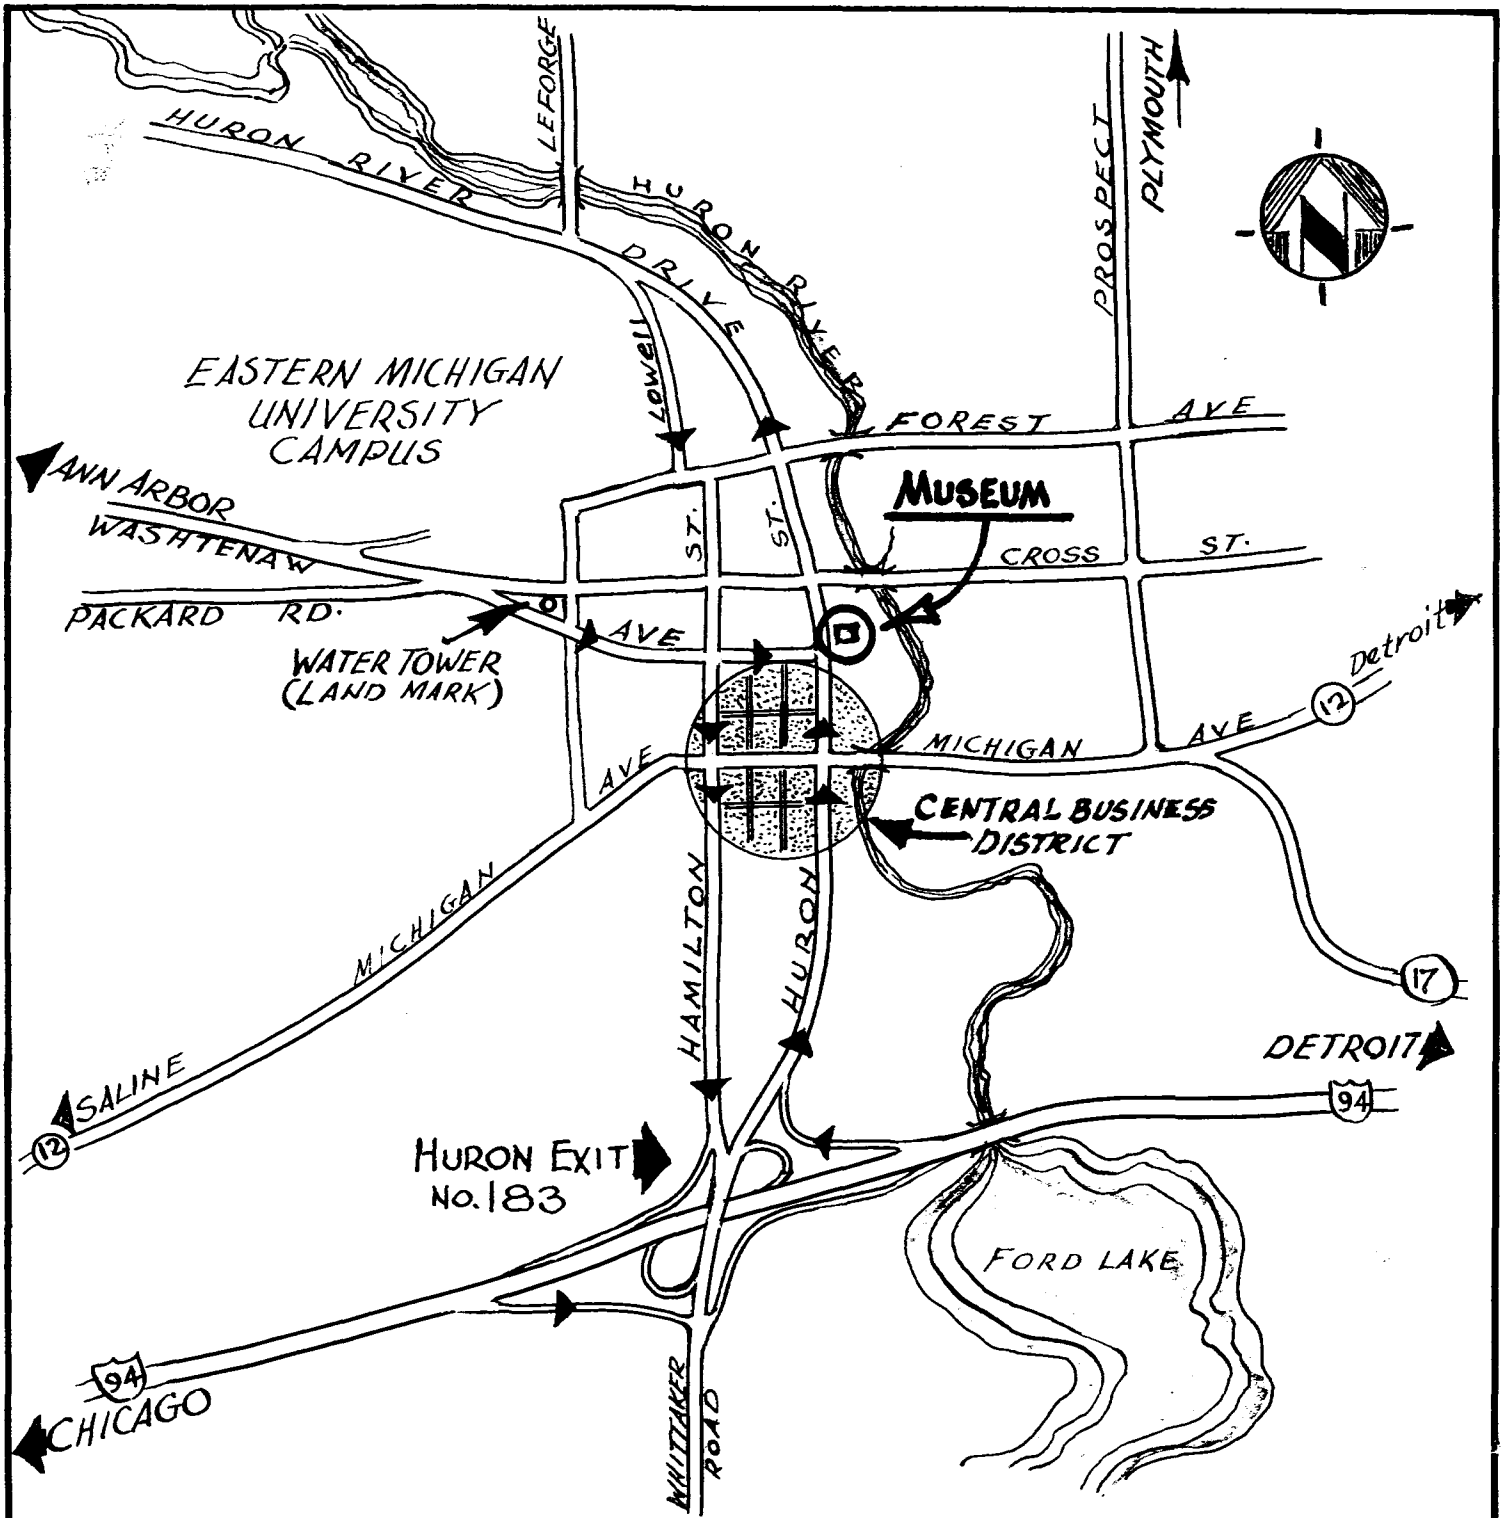 LEFORGE
PLYMOUTH
PROSPECT
HURON RIVER DRIVE
HURON RIVER
N
Lowell
EASTERN MICHIGAN
UNIVERSITY
CAMPUS
FOREST AVE
ANN ARBOR
MUSEUM
WASHTENAW AVE
ST.
ST.
CROSS ST.
PACKARD RD.
WATER TOWER
(LAND MARK)
Detroit
12
MICHIGAN AVE
MICHIGAN AVE
CENTRAL BUSINESS
DISTRICT
HAMILTON
HURON
17
DETROIT
SALINE
12
94
HURON EXIT
NO. 183
FORD LAKE
94
CHICAGO
WHITTAKER
ROAD